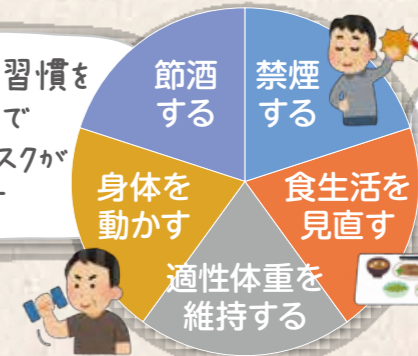 習慣を
で
スクが
節酒
する
禁煙
する
食生活を
見直す
適性体重を
維持する
身体を
動かす